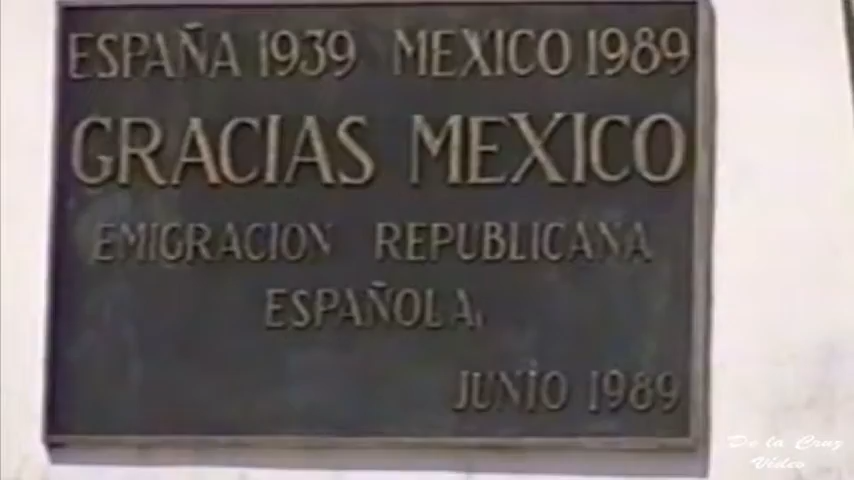 ESPAÑA 1939 MEXICO 1989
GRACIAS MEXICO
EMIGRACION REPUBLICANA
ESPAÑOLA.
JUNIO 1989
De la Cruz
Video